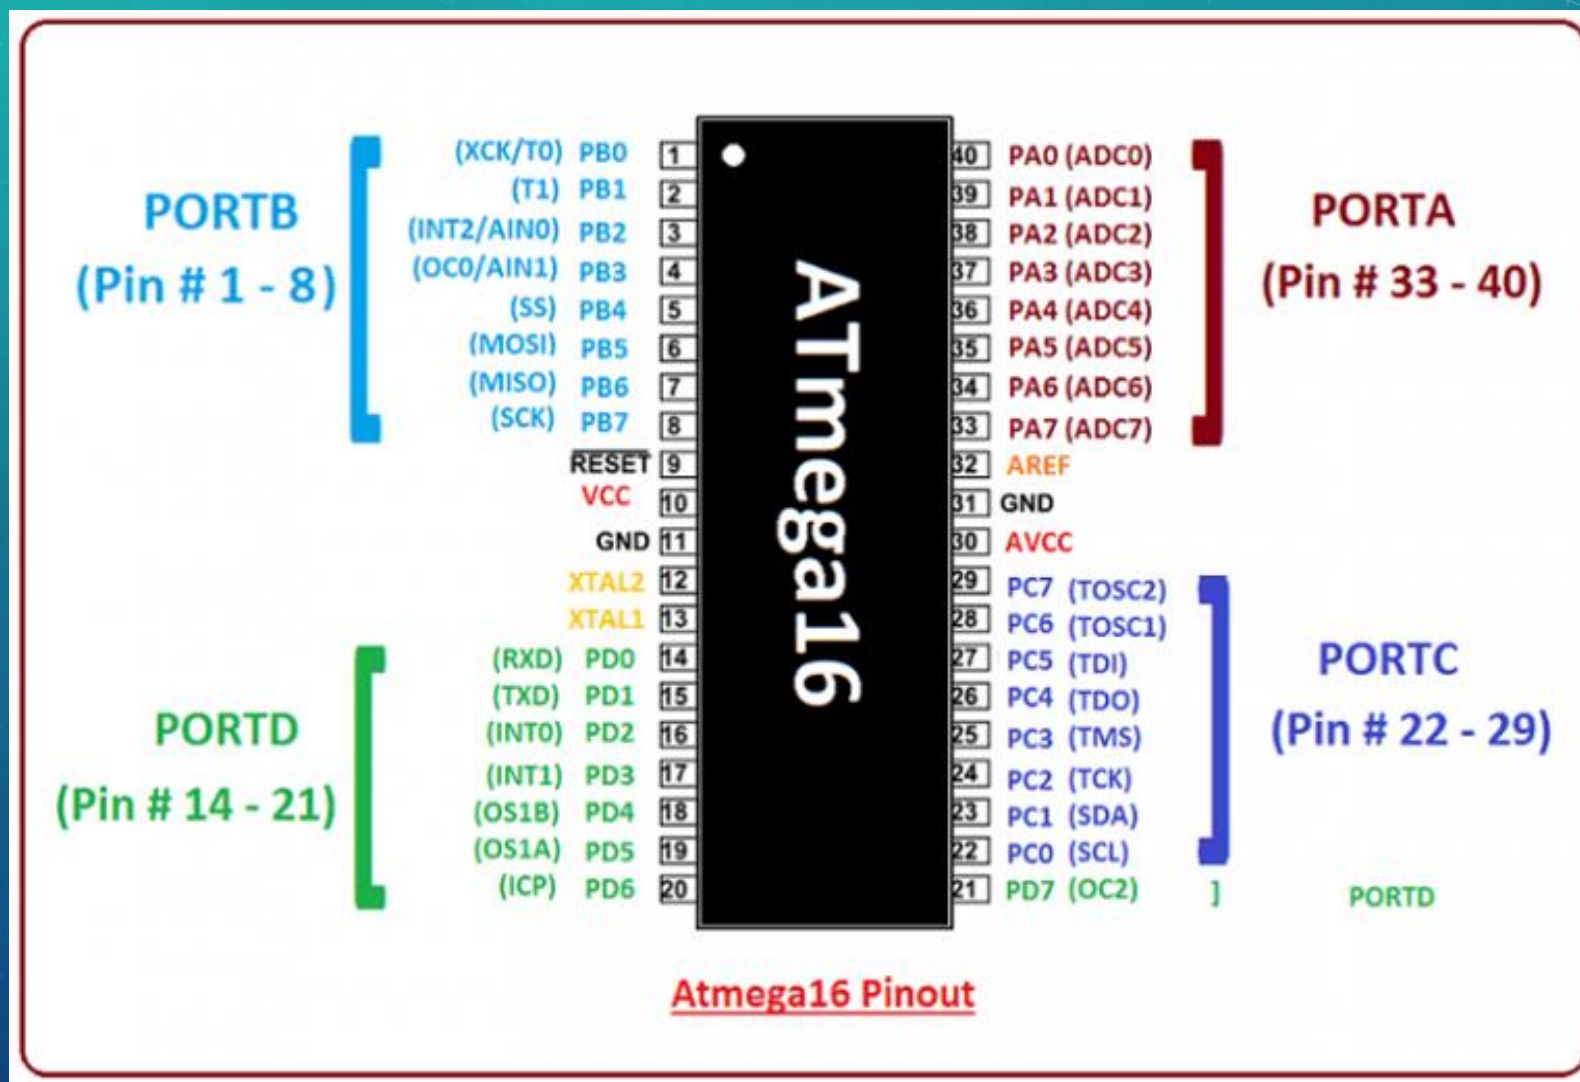 (XCK/T0) PB0 1
(T1) PB1 2
(INT2/AIN0) PB2 3
(OC0/AIN1) PB3 4
(SS) PB4 5
(MOSI) PB5 6
(MISO) PB6 7
(SCK) PB7 8
PORTB
(Pin # 1 - 8)
RESET 9
VCC 10
GND 11
XTAL2 12
XTAL1 13
(RXD) PD0 14
(TXD) PD1 15
(INT0) PD2 16
(INT1) PD3 17
(OS1B) PD4 18
(OS1A) PD5 19
(ICP) PD6 20
PORTD
(Pin # 14 - 21)
ATmega16
40 PA0 (ADC0)
39 PA1 (ADC1)
38 PA2 (ADC2)
37 PA3 (ADC3)
36 PA4 (ADC4)
35 PA5 (ADC5)
34 PA6 (ADC6)
33 PA7 (ADC7)
PORTA
(Pin # 33 - 40)
32 AREF
31 GND
30 AVCC
29 PC7 (TOSC2)
28 PC6 (TOSC1)
27 PC5 (TDI)
26 PC4 (TDO)
25 PC3 (TMS)
24 PC2 (TCK)
23 PC1 (SDA)
22 PC0 (SCL)
PORTC
(Pin # 22 - 29)
21 PD7 (OC2) ] PORTD
Atmega16 Pinout